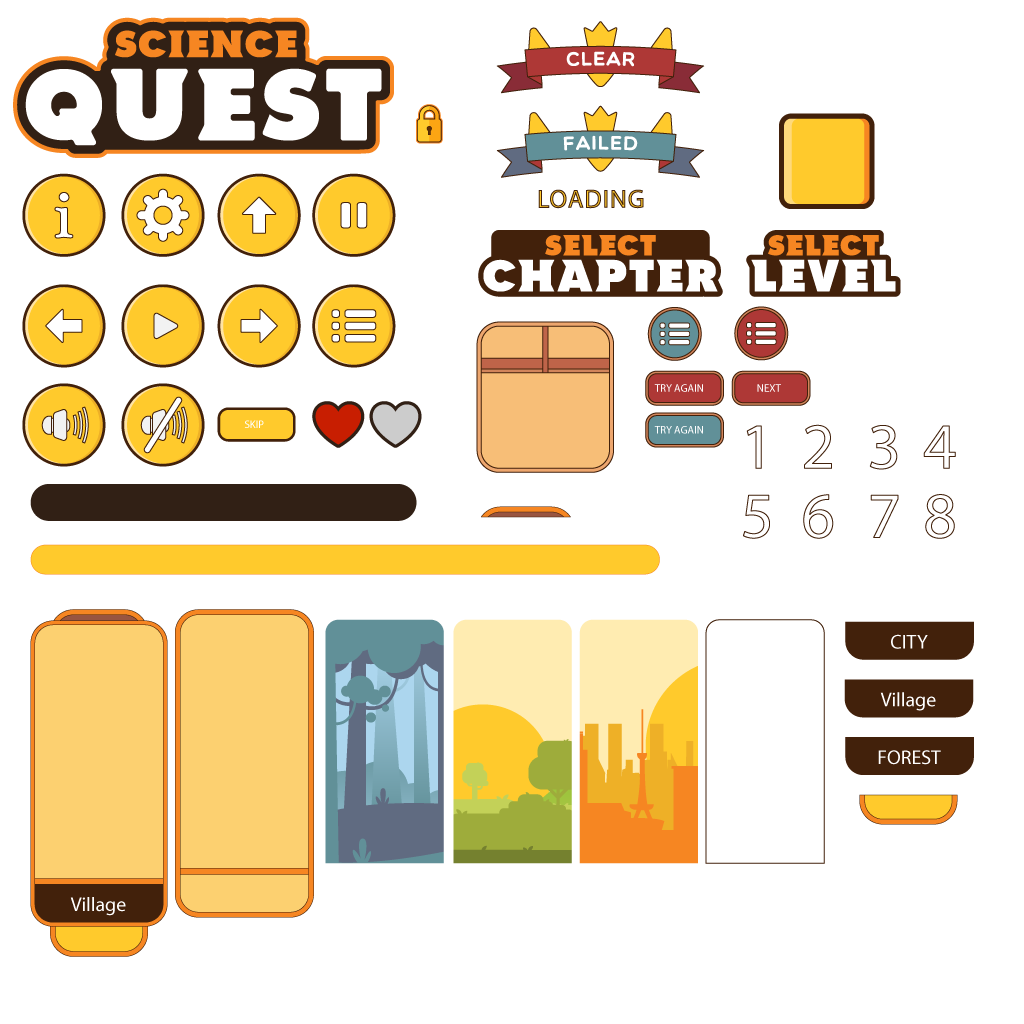 SCIENCE
QUEST
CLEAR
FAILED
LOADING
SELECT
CHAPTER
SELECT
LEVEL
TRY AGAIN
NEXT
TRY AGAIN
SKIP
1 2 3 4
5 6 7 8
CITY
Village
FOREST
Village